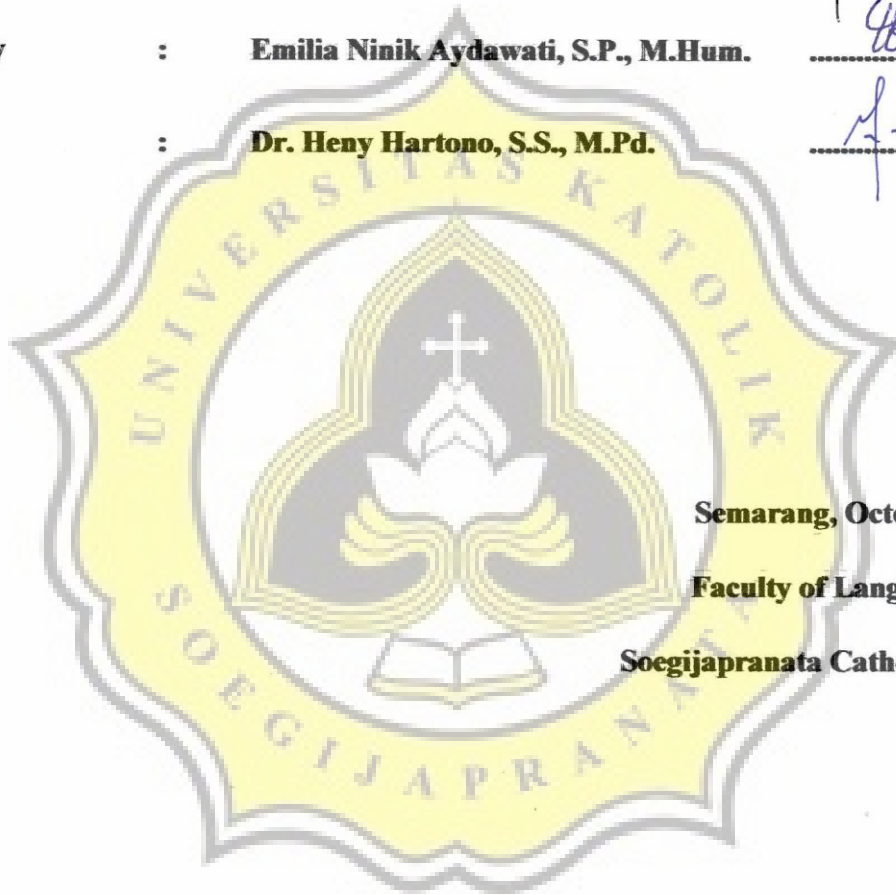 : Emilia Ninik Aydawati, S.P., M.Hum.
: Dr. Heny Hartono, S.S., M.Pd.
UNIVERSITAS KATOLIK
SOEGIJAPRANATA
Semarang,
Faculty of
Soegijapranata